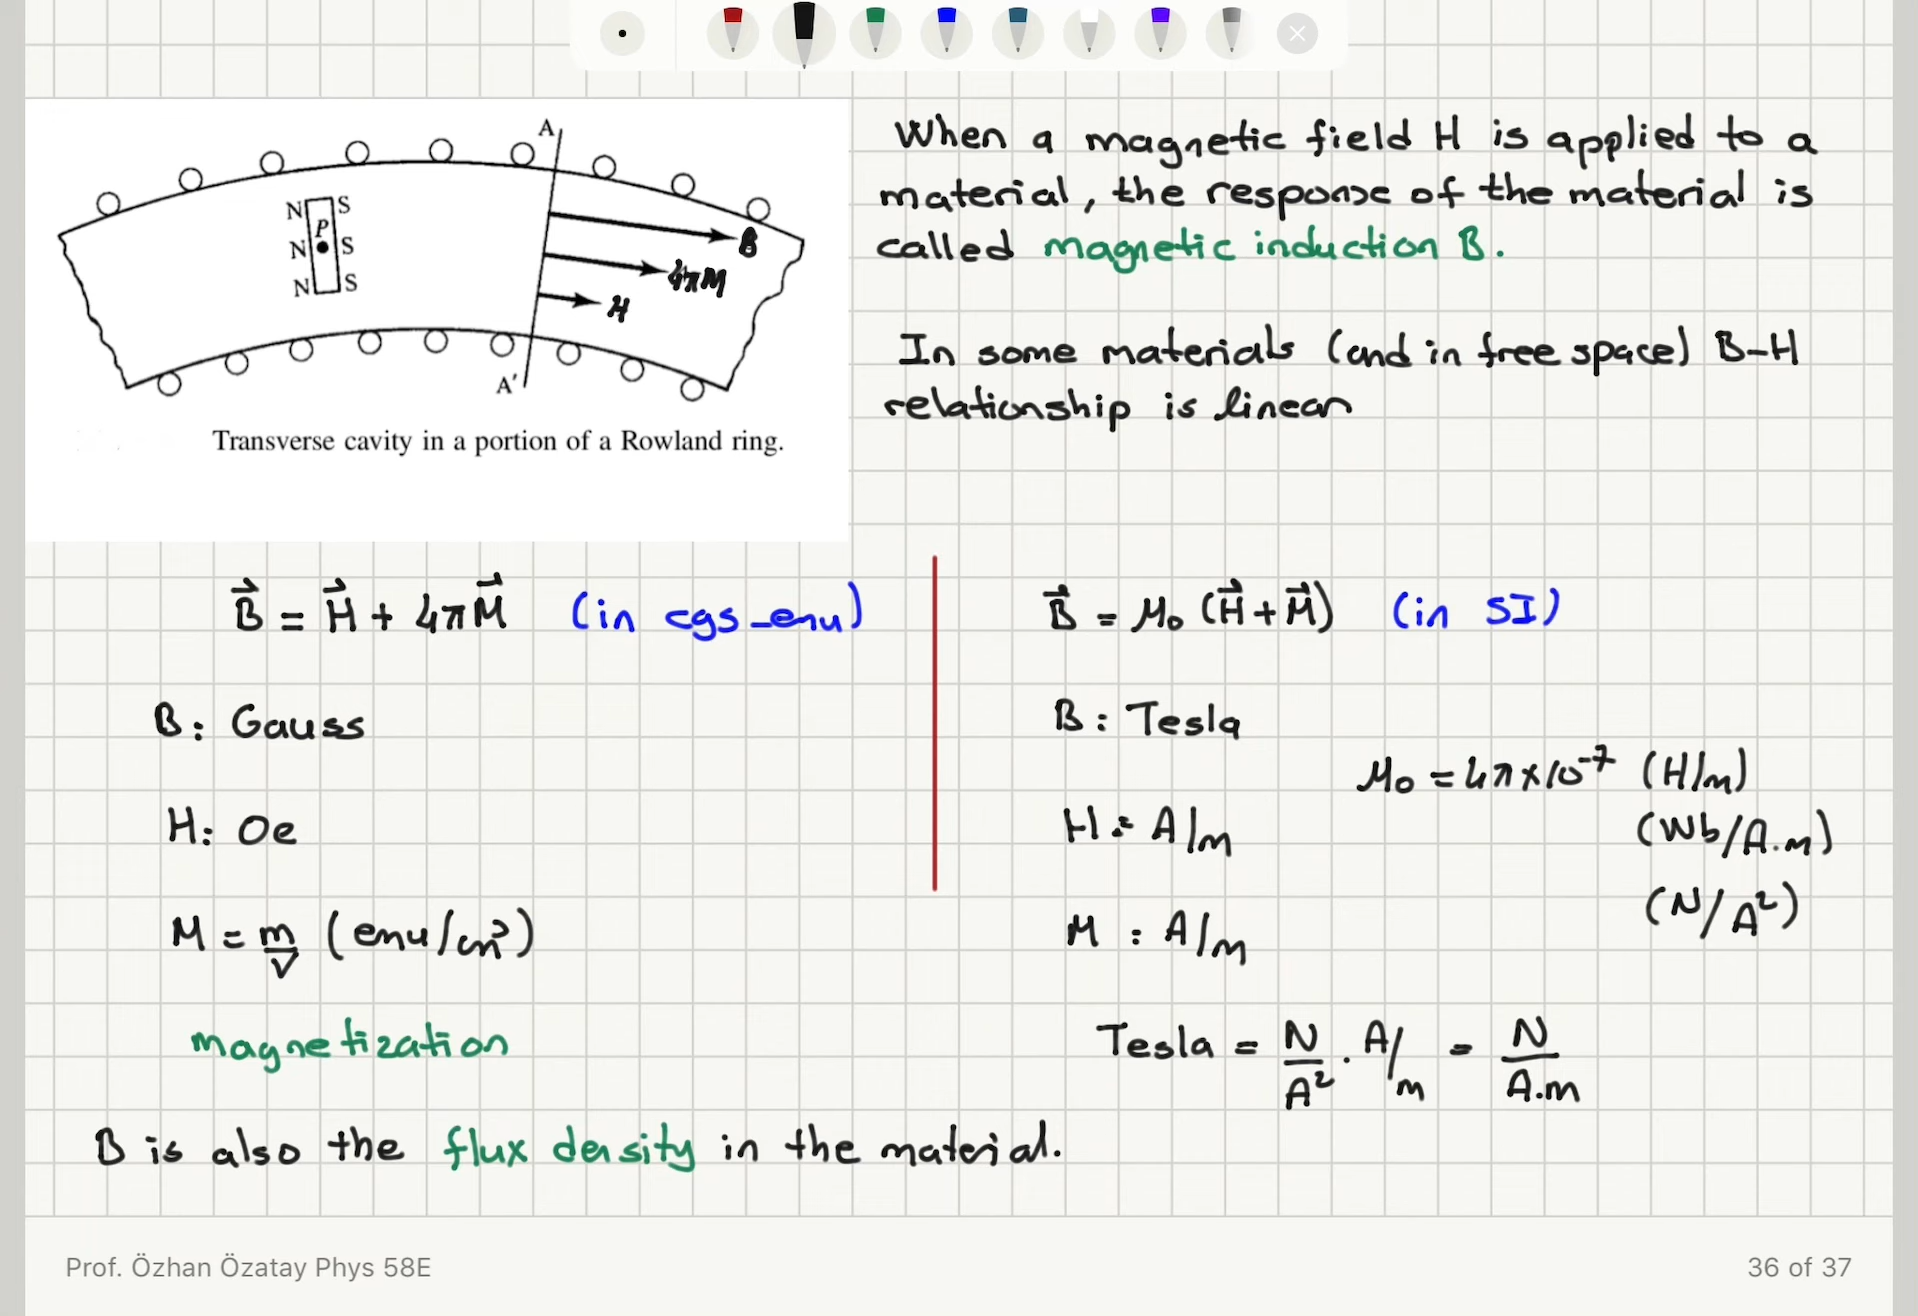 A
N S
P
N S
N S
B
4πM
H
A'
Transverse cavity in a portion of a Rowland ring.
When a magnetic field H is applied to a
material, the response of the material is
called magnetic induction B.
In some materials (and in free space) B-H
relationship is linear
B⃗ = H⃗ + 4πM⃗ (in cgs_emu)
B: Gauss
H: Oe
M = m/V (emu/cm³)
magnetization
B⃗ = μ₀ (H⃗ + M⃗) (in SI)
B: Tesla
μ₀ = 4π×10⁻⁷ (H/m)
H: A/m
(Wb/A.m)
(N/A²)
M: A/m
Tesla = N/A² . A/m = N/A.m
B is also the flux density in the material.
Prof. Özhan Özatay Phys 58E
36 of 37